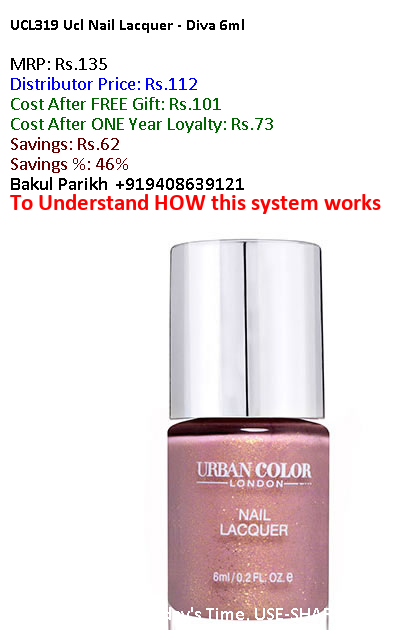 UCL319 Ucl Nail Lacquer - Diva 6ml
MRP: Rs.135
Distributor Price: Rs.112
Cost After FREE Gift: Rs.101
Cost After ONE Year Loyalty: Rs.73
Savings: Rs.62
Savings %: 46%
Bakul Parikh +919408639121
To Understand HOW this system works
URBAN COLOR
LONDON
NAIL
LACQUER
6ml/0.2 FL. OZ. e
Time, USE-SHAR